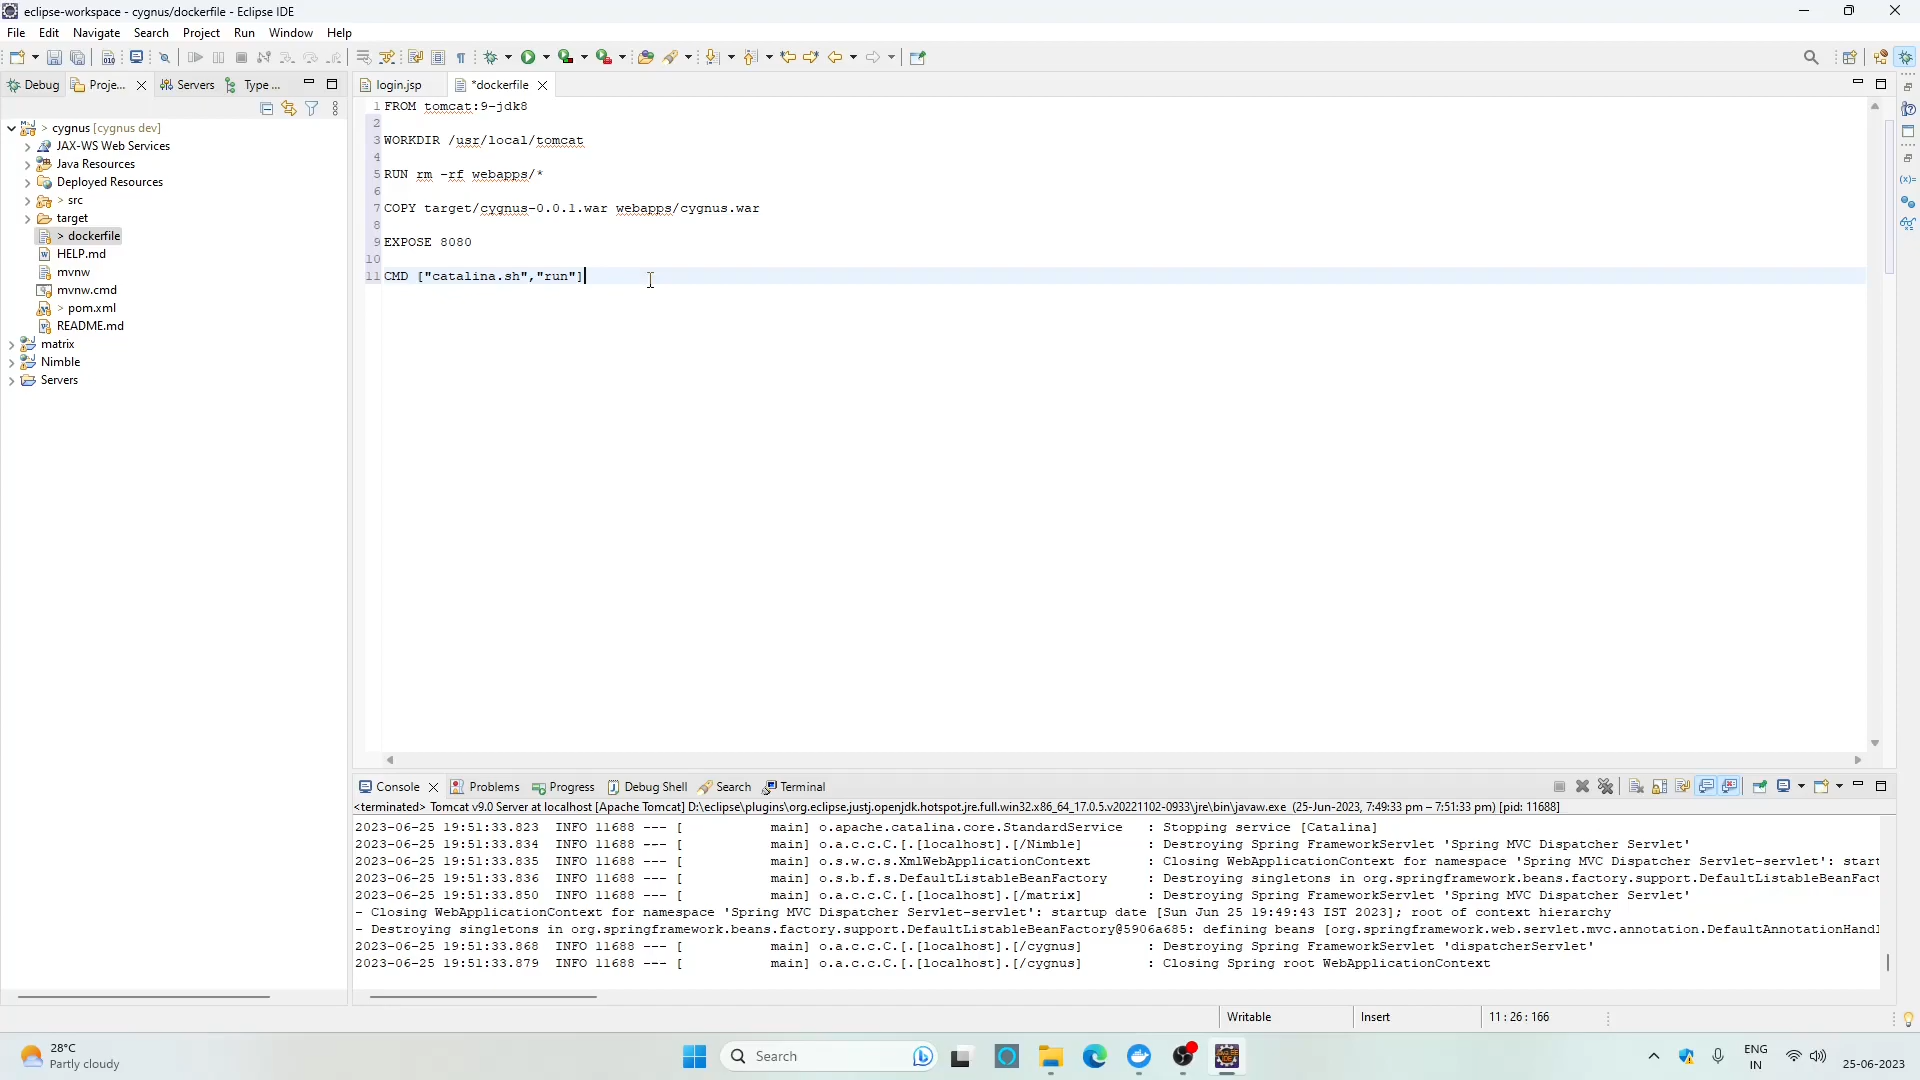 eclipse-workspace - cygnus/dockerfile - Eclipse IDE
File Edit Navigate Search Project Run Window Help
Debug Proje... Servers Type ...
login.jsp *dockerfile
cygnus [cygnus dev]
JAX-WS Web Services
Java Resources
Deployed Resources
> src
target
> dockerfile
HELP.md
mvnw
mvnw.cmd
> pom.xml
README.md
matrix
Nimble
Servers
1 FROM tomcat:9-jdk8
2
3 WORKDIR /usr/local/tomcat
4
5 RUN rm -rf webapps/*
6
7 COPY target/cygnus-0.0.1.war webapps/cygnus.war
8
9 EXPOSE 8080
10
11 CMD ["catalina.sh","run"]
Console Problems Progress Debug Shell Search Terminal
<terminated> Tomcat v9.0 Server at localhost [Apache Tomcat] D:\eclipse\plugins\org.eclipse.justj.openjdk.hotspot.jre.full.win32.x86_64_17.0.5.v20221102-0933\jre\bin\javaw.exe (25-Jun-2023, 7:49:33 pm – 7:51:33 pm) [pid: 11688]
2023-06-25 19:51:33.823 INFO 11688 --- [ main] o.apache.catalina.core.StandardService : Stopping service [Catalina]
2023-06-25 19:51:33.834 INFO 11688 --- [ main] o.a.c.c.C.[.[localhost].[/Nimble] : Destroying Spring FrameworkServlet 'Spring MVC Dispatcher Servlet'
2023-06-25 19:51:33.835 INFO 11688 --- [ main] o.s.w.c.s.XmlWebApplicationContext : Closing WebApplicationContext for namespace 'Spring MVC Dispatcher Servlet-servlet': start
2023-06-25 19:51:33.836 INFO 11688 --- [ main] o.s.b.f.s.DefaultListableBeanFactory : Destroying singletons in org.springframework.beans.factory.support.DefaultListableBeanFact
2023-06-25 19:51:33.850 INFO 11688 --- [ main] o.a.c.c.C.[.[localhost].[/matrix] : Destroying Spring FrameworkServlet 'Spring MVC Dispatcher Servlet'
- Closing WebApplicationContext for namespace 'Spring MVC Dispatcher Servlet-servlet': startup date [Sun Jun 25 19:49:43 IST 2023]; root of context hierarchy
- Destroying singletons in org.springframework.beans.factory.support.DefaultListableBeanFactory@5906a685: defining beans [org.springframework.web.servlet.mvc.annotation.DefaultAnnotationHandl
2023-06-25 19:51:33.868 INFO 11688 --- [ main] o.a.c.c.C.[.[localhost].[/cygnus] : Destroying Spring FrameworkServlet 'dispatcherServlet'
2023-06-25 19:51:33.879 INFO 11688 --- [ main] o.a.c.c.C.[.[localhost].[/cygnus] : Closing Spring root WebApplicationContext
Writable Insert 11 : 26 : 166
28°C
Partly cloudy
Search
ENG
IN
25-06-2023